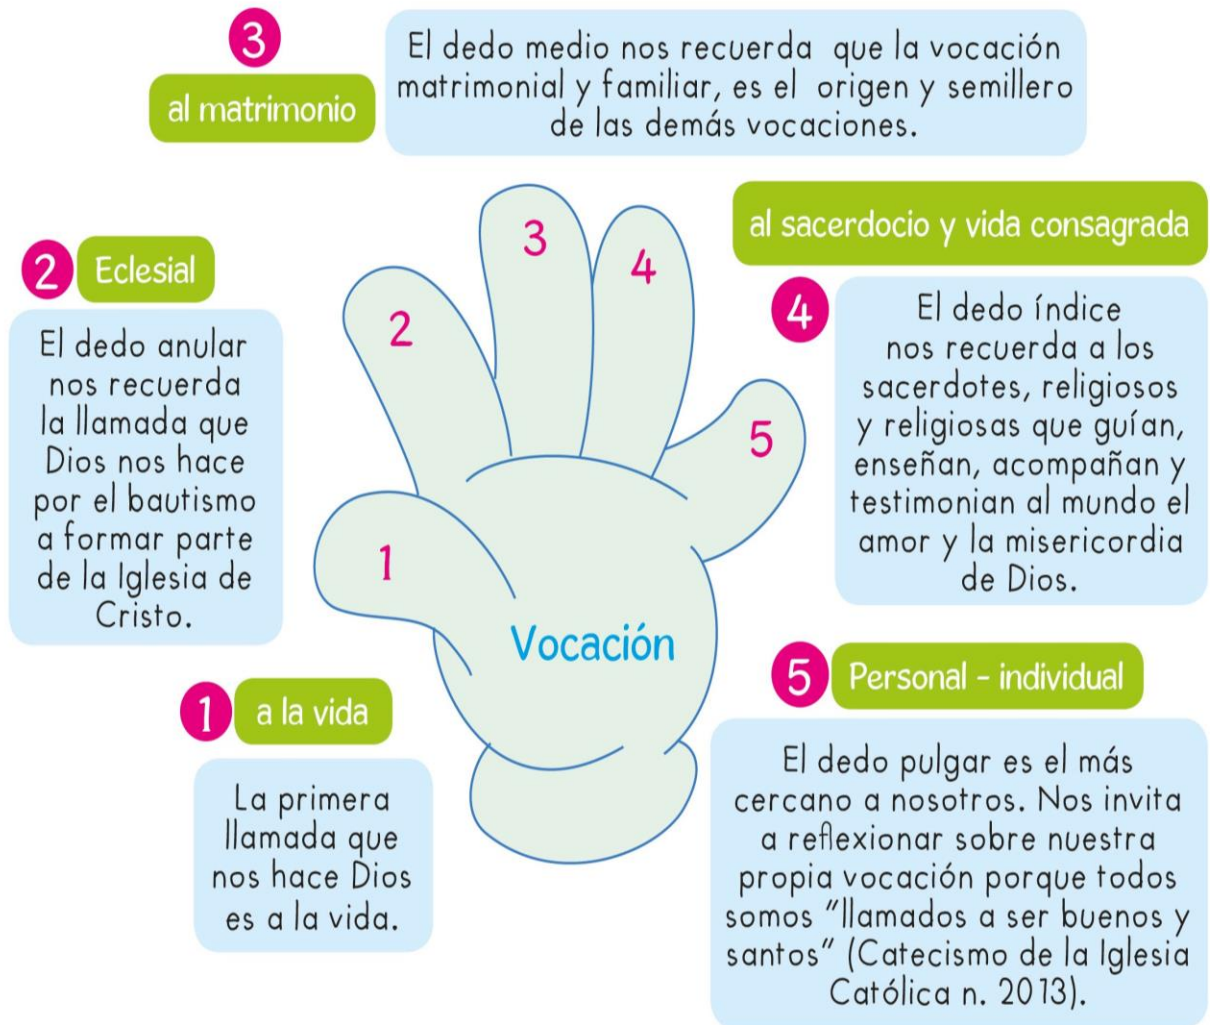 3
al matrimonio
El dedo medio nos recuerda que la vocación
matrimonial y familiar, es el origen y semillero
de las demás vocaciones.
2
Eclesial
El dedo anular
nos recuerda
la llamada que
Dios nos hace
por el bautismo
a formar parte
de la Iglesia de
Cristo.
1
a la vida
La primera
llamada que
nos hace Dios
es a la vida.
1
2
3
4
5
Vocación
al sacerdocio y vida consagrada
4
El dedo índice
nos recuerda a los
sacerdotes, religiosos
y religiosas que guían,
enseñan, acompañan y
testimonian al mundo el
amor y la misericordia
de Dios.
5
Personal - individual
El dedo pulgar es el más
cercano a nosotros. Nos invita
a reflexionar sobre nuestra
propia vocación porque todos
somos "llamados a ser buenos y
santos" (Catecismo de la Iglesia
Católica n. 2013).